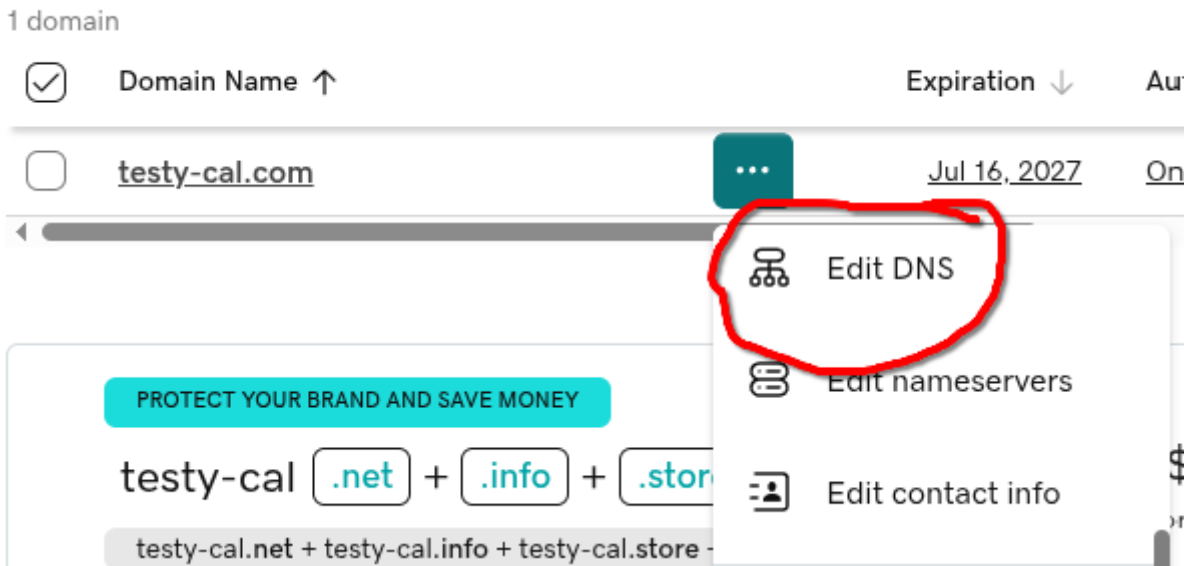 1 domain
Domain Name ↑ Expiration ↓
testy-cal.com ... Jul 16, 2027 On
Edit DNS
Edit nameservers
PROTECT YOUR BRAND AND SAVE MONEY
testy-cal .net + .info +
Edit contact info
testy-cal.net + testy-cal.info + testy-cal.store